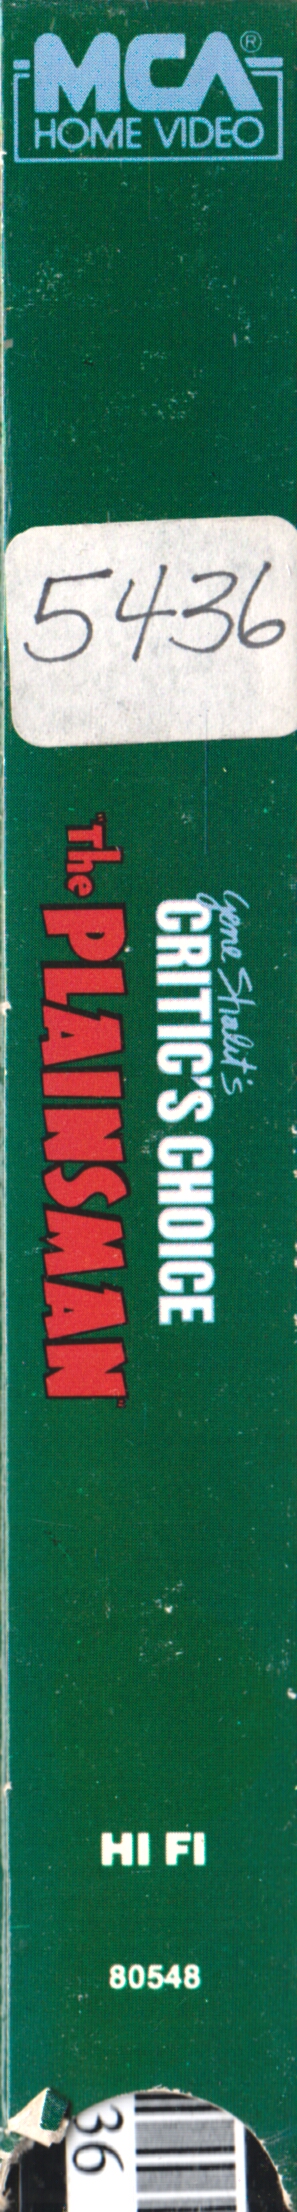 MCA®
HOME VIDEO
5436
Gene Shalit's
CRITIC'S CHOICE
"The PLAINSMAN"
HI FI
80548
36